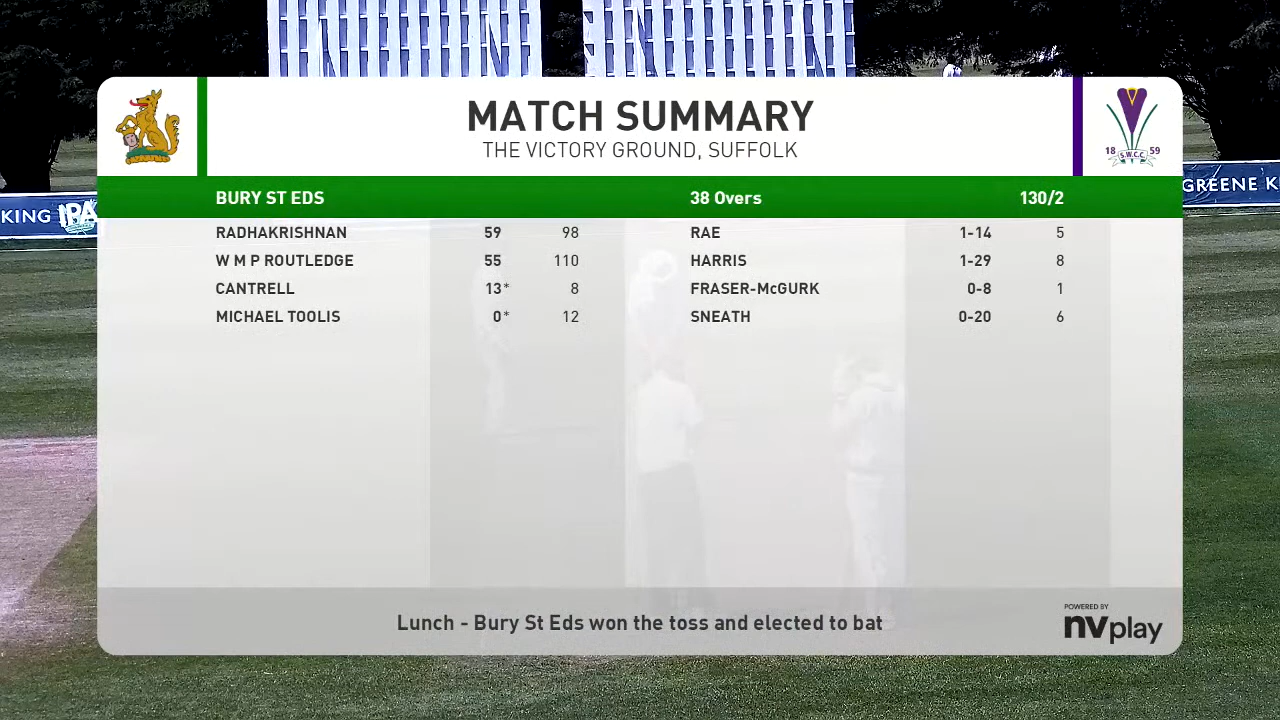 MATCH SUMMARY
THE VICTORY GROUND, SUFFOLK
18 S.W.C.C. 59
KING IPA
GREENE K
BURY ST EDS 38 Overs 130/2
RADHAKRISHNAN 59 98 RAE 1-14 5
W M P ROUTLEDGE 55 110 HARRIS 1-29 8
CANTRELL 13* 8 FRASER-McGURK 0-8 1
MICHAEL TOOLIS 0* 12 SNEATH 0-20 6
Lunch - Bury St Eds won the toss and elected to bat
POWERED BY
nvplay